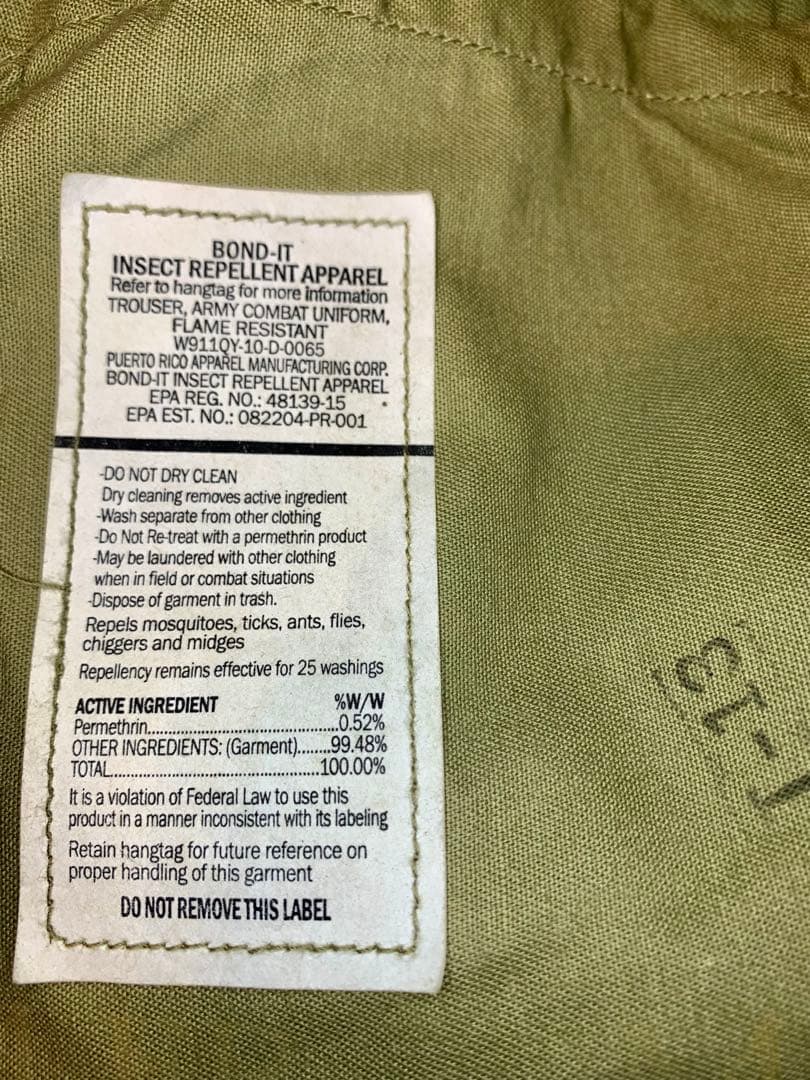 BOND-IT
INSECT REPELLENT APPAREL
Refer to hangtag for more information
TROUSER, ARMY COMBAT UNIFORM,
FLAME RESISTANT
W911QY-10-D-0065
PUERTO RICO APPAREL MANUFACTURING CORP.
BOND-IT INSECT REPELLENT APPAREL
EPA REG. NO.: 48139-15
EPA EST. NO.: 082204-PR-001
-DO NOT DRY CLEAN
Dry cleaning removes active ingredient
-Wash separate from other clothing
-Do Not Re-treat with a permethrin product
-May be laundered with other clothing
when in field or combat situations
-Dispose of garment in trash.
Repels mosquitoes, ticks, ants, flies,
chiggers and midges
Repellency remains effective for 25 washings
ACTIVE INGREDIENT %W/W
Permethrin.......................................0.52%
OTHER INGREDIENTS: (Garment).......99.48%
TOTAL............................................100.00%
It is a violation of Federal Law to use this
product in a manner inconsistent with its labeling
Retain hangtag for future reference on
proper handling of this garment
DO NOT REMOVE THIS LABEL